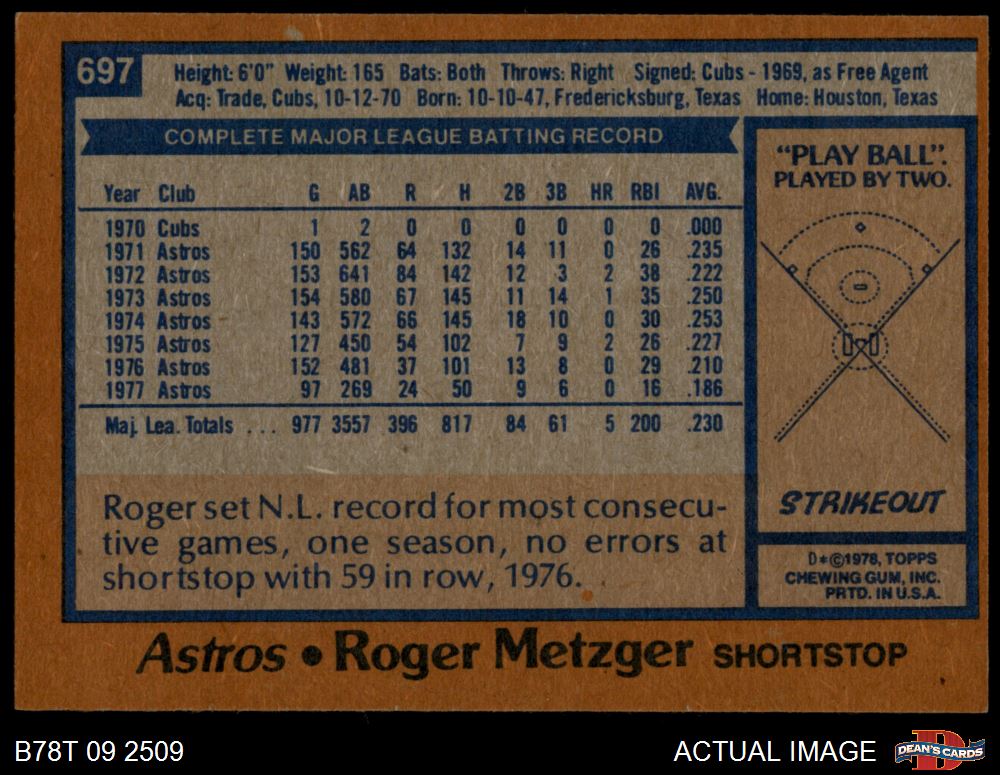 697
Height: 6'0" Weight: 165 Bats: Both Throws: Right Signed: Cubs - 1969, as Free Agent
Acq: Trade, Cubs, 10-12-70 Born: 10-10-47, Fredericksburg, Texas Home: Houston, Texas
COMPLETE MAJOR LEAGUE BATTING RECORD
Year Club G AB R H 2B 3B HR RBI AVG.
1970 Cubs 1 2 0 0 0 0 0 0 .000
1971 Astros 150 562 64 132 14 11 0 26 .235
1972 Astros 153 641 84 142 12 3 2 38 .222
1973 Astros 154 580 67 145 11 14 1 35 .250
1974 Astros 143 572 66 145 18 10 0 30 .253
1975 Astros 127 450 54 102 7 9 2 26 .227
1976 Astros 152 481 37 101 13 8 0 29 .210
1977 Astros 97 269 24 50 9 6 0 16 .186
Maj. Lea. Totals ... 977 3557 396 817 84 61 5 200 .230
Roger set N.L. record for most consecu-
tive games, one season, no errors at
shortstop with 59 in row, 1976.
"PLAY BALL".
PLAYED BY TWO.
STRIKEOUT
D*©1978, TOPPS
CHEWING GUM, INC.
PRTD. IN U.S.A.
Astros • Roger Metzger SHORTSTOP
B78T 09 2509
ACTUAL IMAGE
D
DEAN'S CARDS